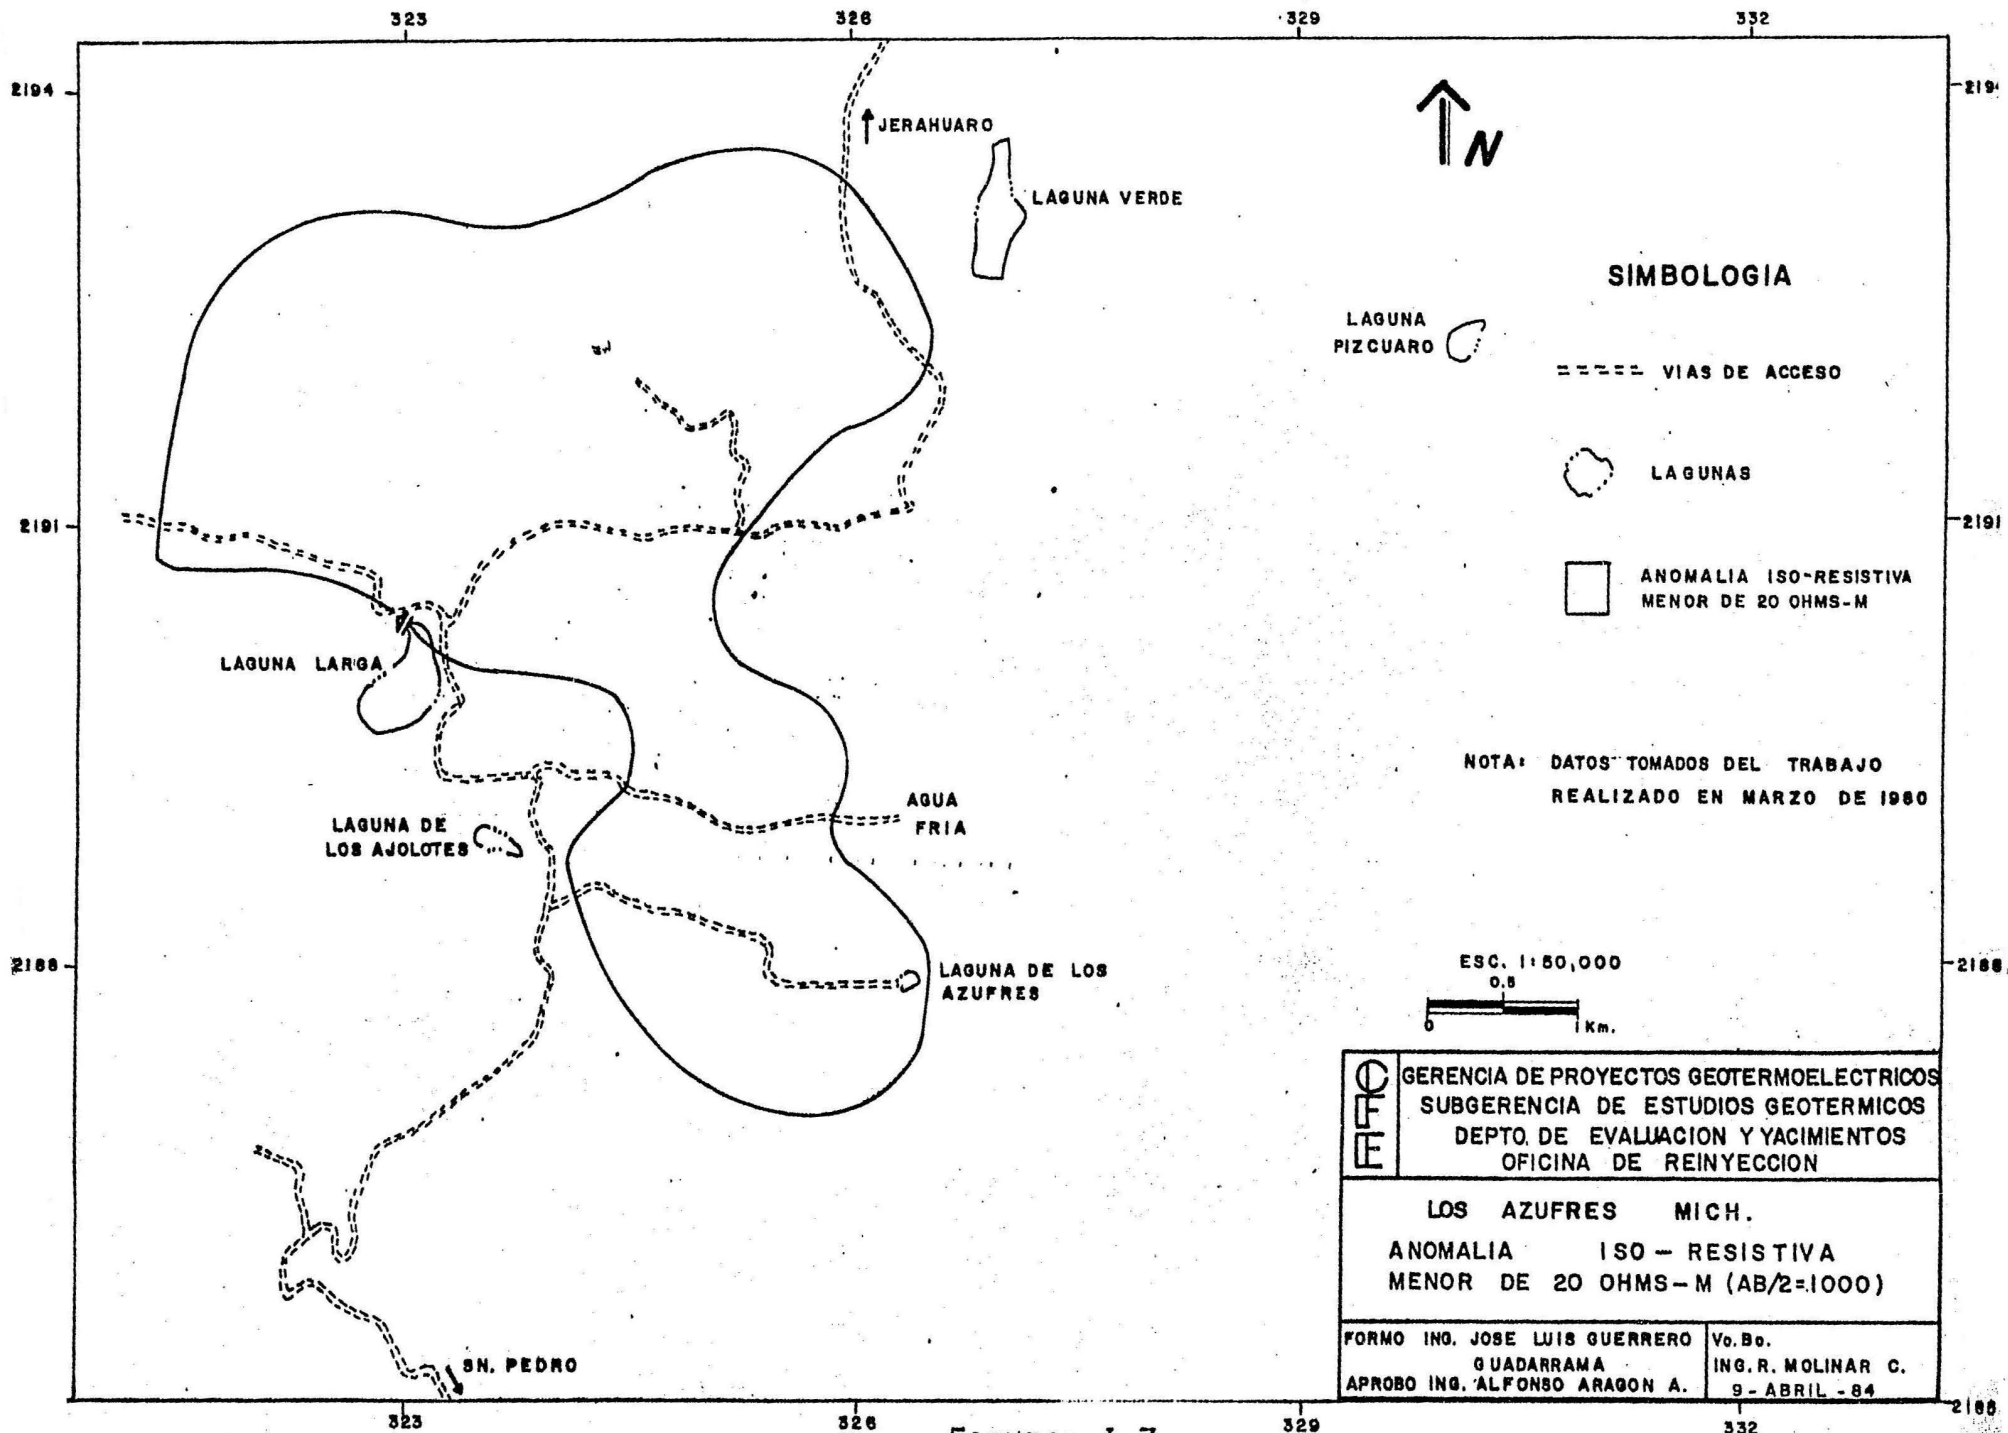 323 326 329 332
2194
JERAHUARO
N
LAGUNA VERDE
SIMBOLOGIA
LAGUNA
PIZCUARO
VIAS DE ACCESO
LAGUNAS
2191 2191
ANOMALIA ISO-RESISTIVA
MENOR DE 20 OHMS-M
LAGUNA LARGA
NOTA: DATOS TOMADOS DEL TRABAJO
REALIZADO EN MARZO DE 1980
AGUA
FRIA
LAGUNA DE
LOS AJOLOTES
2188 2188
LAGUNA DE LOS
AZUFRES
ESC. 1:50,000
0.5
0 1 Km.
CFE
GERENCIA DE PROYECTOS GEOTERMOELECTRICOS
SUBGERENCIA DE ESTUDIOS GEOTERMICOS
DEPTO. DE EVALUACION Y YACIMIENTOS
OFICINA DE REINYECCION
LOS AZUFRES MICH.
ANOMALIA ISO-RESISTIVA
MENOR DE 20 OHMS-M (AB/2=1000)
FORMO ING. JOSE LUIS GUERRERO
GUADARRAMA
APROBO ING. ALFONSO ARAGON A.
Vo. Bo.
ING. R. MOLINAR C.
9-ABRIL-84
SN. PEDRO
323 326 329 332